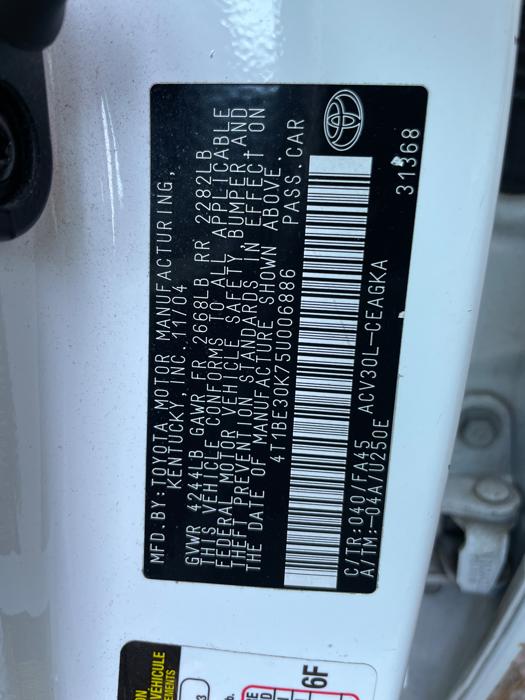 MFD. BY: TOYOTA MOTOR MANUFACTURING,
KENTUCKY, INC. 11/04
GVWR 4244LB GAWR FR 2668LB RR 2282LB
THIS VEHICLE CONFORMS TO ALL APPLICABLE
FEDERAL MOTOR VEHICLE SAFETY, BUMPER AND
THEFT PREVENTION STANDARDS IN EFFECT ON
THE DATE OF MANUFACTURE SHOWN ABOVE.
4T1BE30K75U006886 PASS. CAR
C/TR:040/FA45 ACV30L-CEAGKA
A/TM:-04A/U250E
31368
VÉHICULE
6F